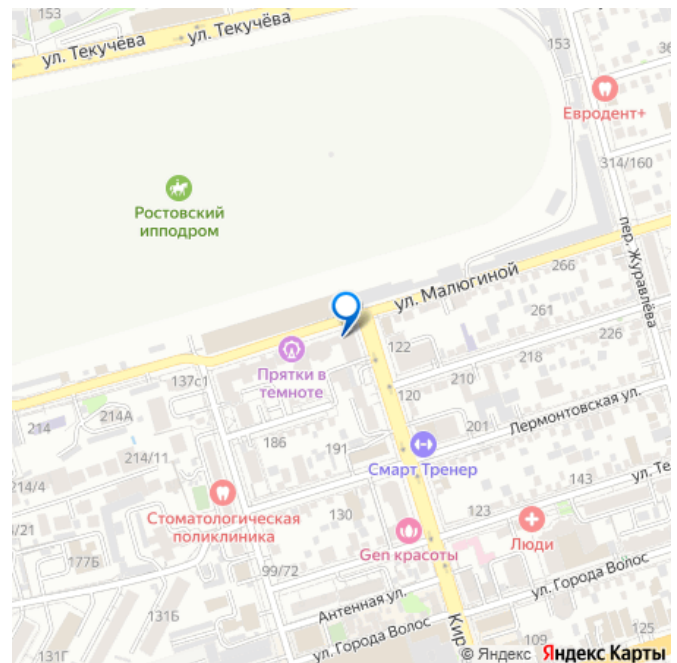 153
ул. Текучёва
ул. Текучёва
153
36
Евродент+
314/160
Ростовский
ипподром
пер. Журавлёва
ул. Малюгиной
266
261
226
122
218
Прятки в
темноте
137с1
210
120
214А
214
Лермонтовская ул.
201
186
191
214/11
Смарт Тренер
214/4
143
ул. Те
Стоматологическая
поликлиника
130
123
/21
Gen красоты
Люди
177Б
99/72
ул. Города Волос
Антенная ул.
131Б
Кир
ул. Города Волос
109
125
131Г
© Яндекс Яндекс Карты